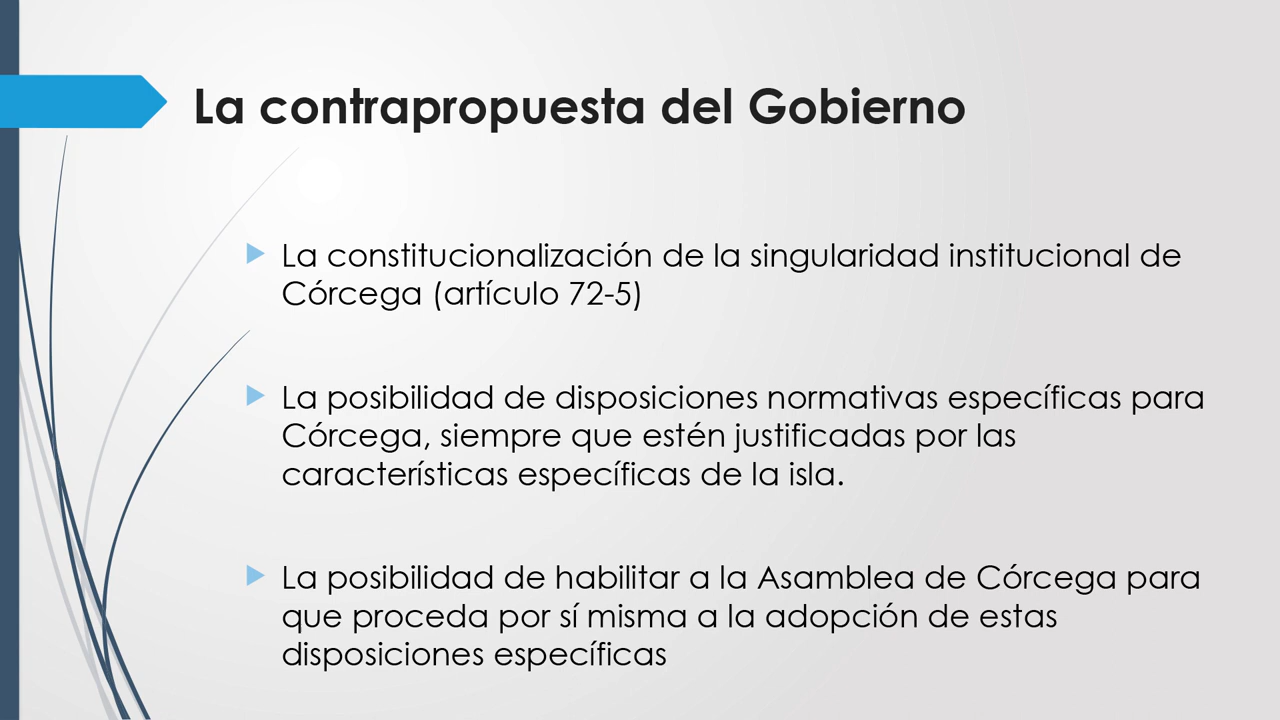 La contrapropuesta del Gobierno
La constitucionalización de la singularidad institucional de
Córcega (artículo 72-5)
La posibilidad de disposiciones normativas específicas para
Córcega, siempre que estén justificadas por las
características específicas de la isla.
La posibilidad de habilitar a la Asamblea de Córcega para
que proceda por sí misma a la adopción de estas
disposiciones específicas